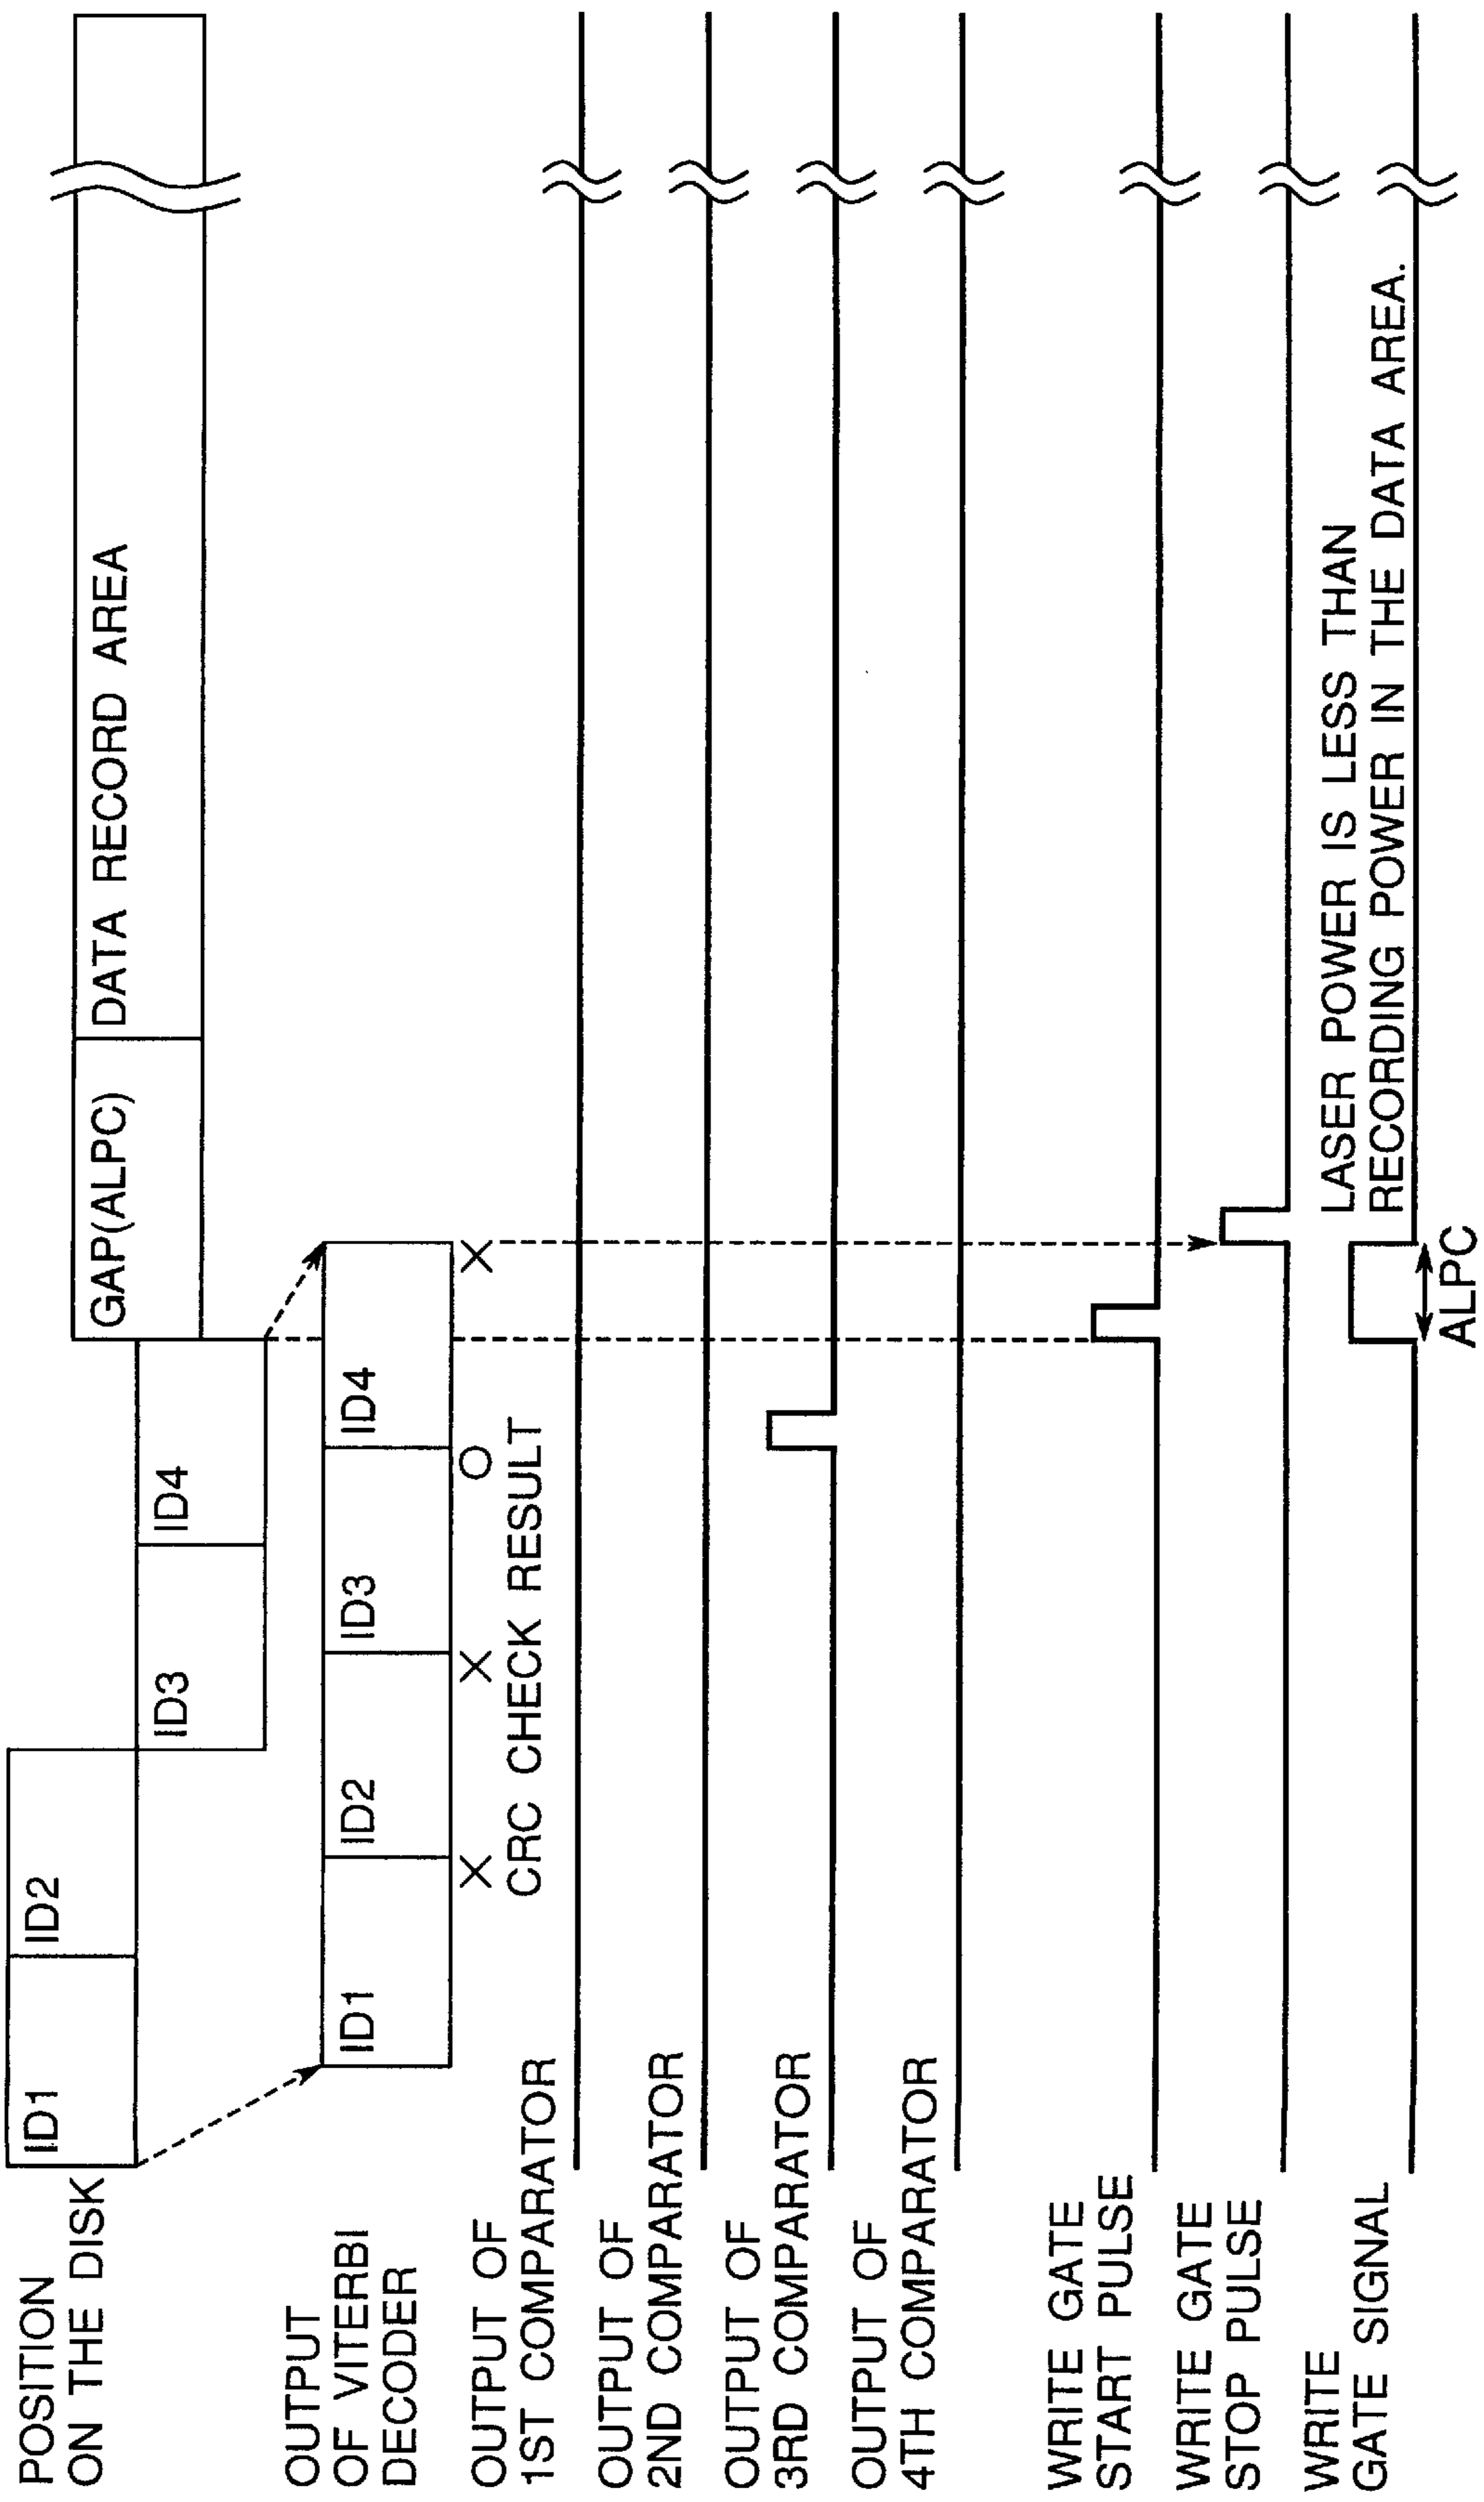 POSITION
ON THE DISK
ID1
ID2
ID3
ID4
GAP(ALPC)
DATA RECORD AREA
OUTPUT
OF VITERBI
DECODER
ID1
ID2
ID3
ID4
X
X
O
X
CRC CHECK RESULT
OUTPUT OF
1ST COMPARATOR
OUTPUT OF
2ND COMPARATOR
OUTPUT OF
3RD COMPARATOR
OUTPUT OF
4TH COMPARATOR
WRITE GATE
START PULSE
WRITE GATE
STOP PULSE
LASER POWER IS LESS THAN
RECORDING POWER IN THE DATA AREA.
WRITE
GATE SIGNAL
ALPC